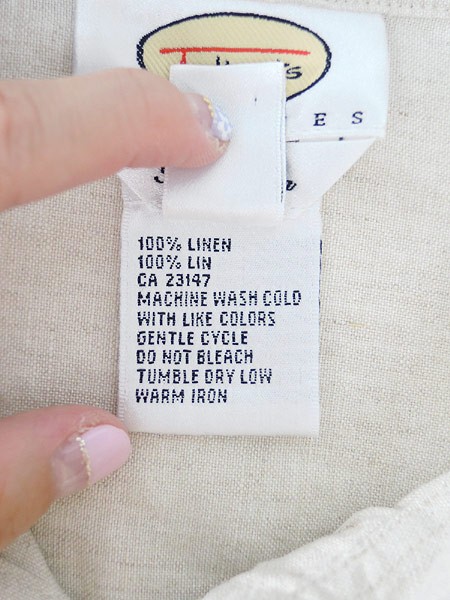 E S
100% LINEN
100% LIN
CA 23147
MACHINE WASH COLD
WITH LIKE COLORS
GENTLE CYCLE
DO NOT BLEACH
TUMBLE DRY LOW
WARM IRON